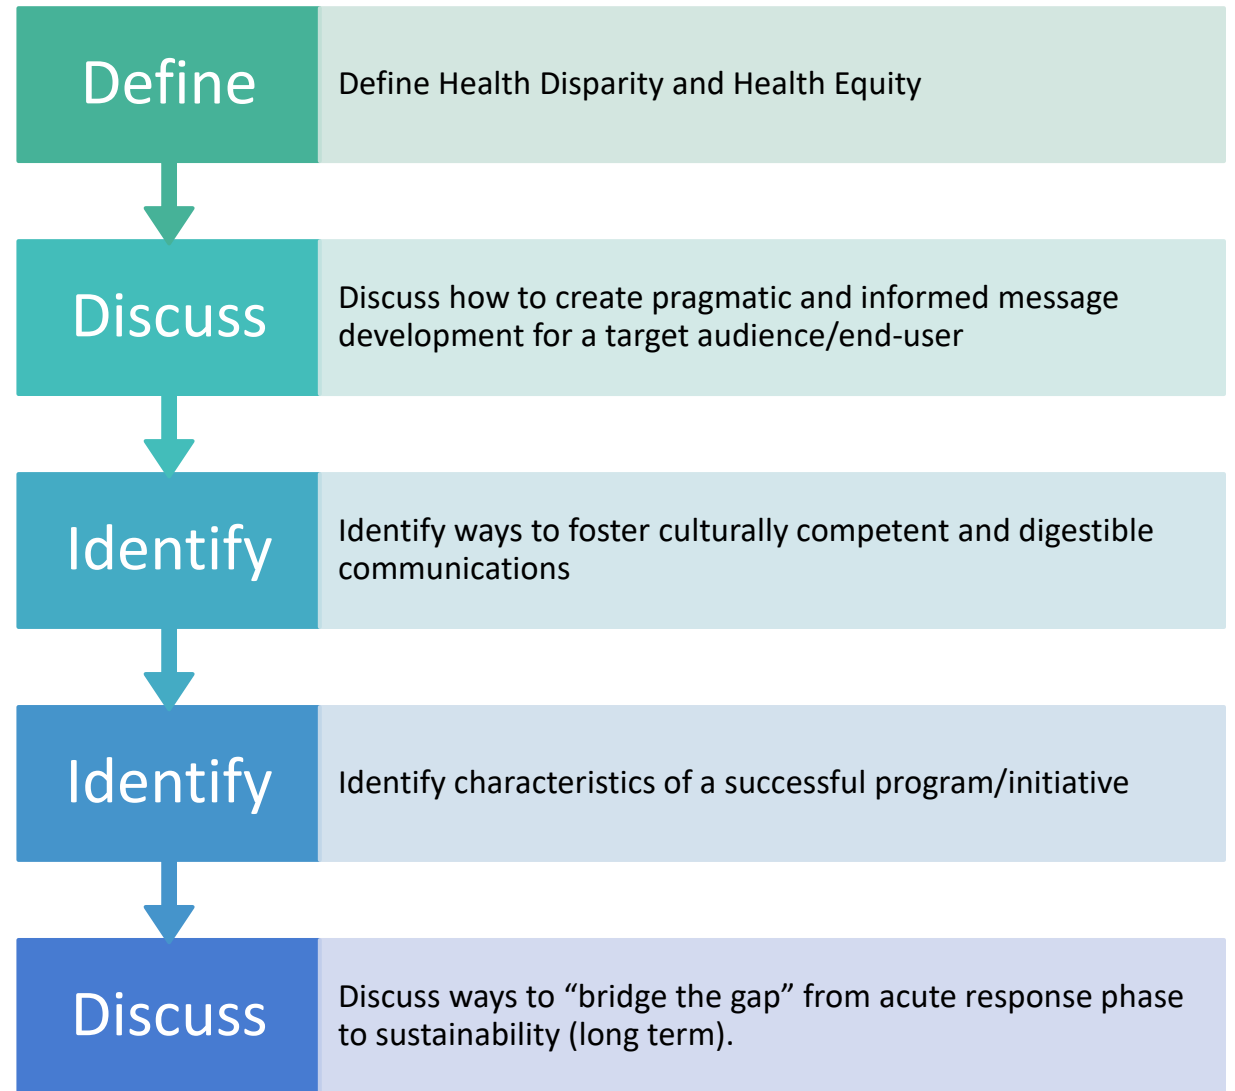 Define
Define Health Disparity and Health Equity
Discuss
Discuss how to create pragmatic and informed message
development for a target audience/end-user
Identify
Identify ways to foster culturally competent and digestible
communications
Identify
Identify characteristics of a successful program/initiative
Discuss
Discuss ways to “bridge the gap” from acute response phase
to sustainability (long term).